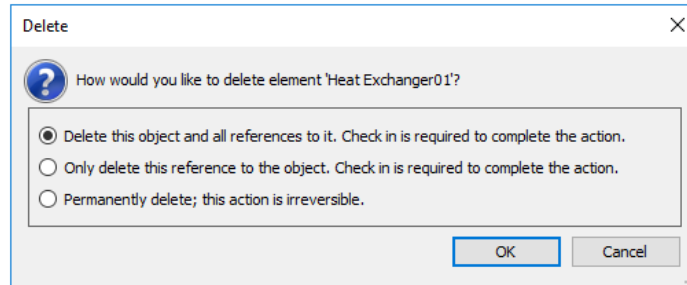 Delete
How would you like to delete element 'Heat Exchanger01'?
Delete this object and all references to it. Check in is required to complete the action.
Only delete this reference to the object. Check in is required to complete the action.
Permanently delete; this action is irreversible.
OK Cancel